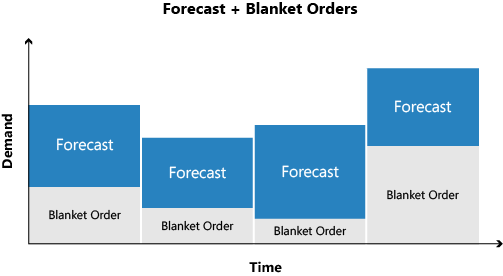 Forecast + Blanket Orders
Demand
Forecast
Blanket Order
Forecast
Blanket Order
Forecast
Blanket Order
Forecast
Blanket Order
Time